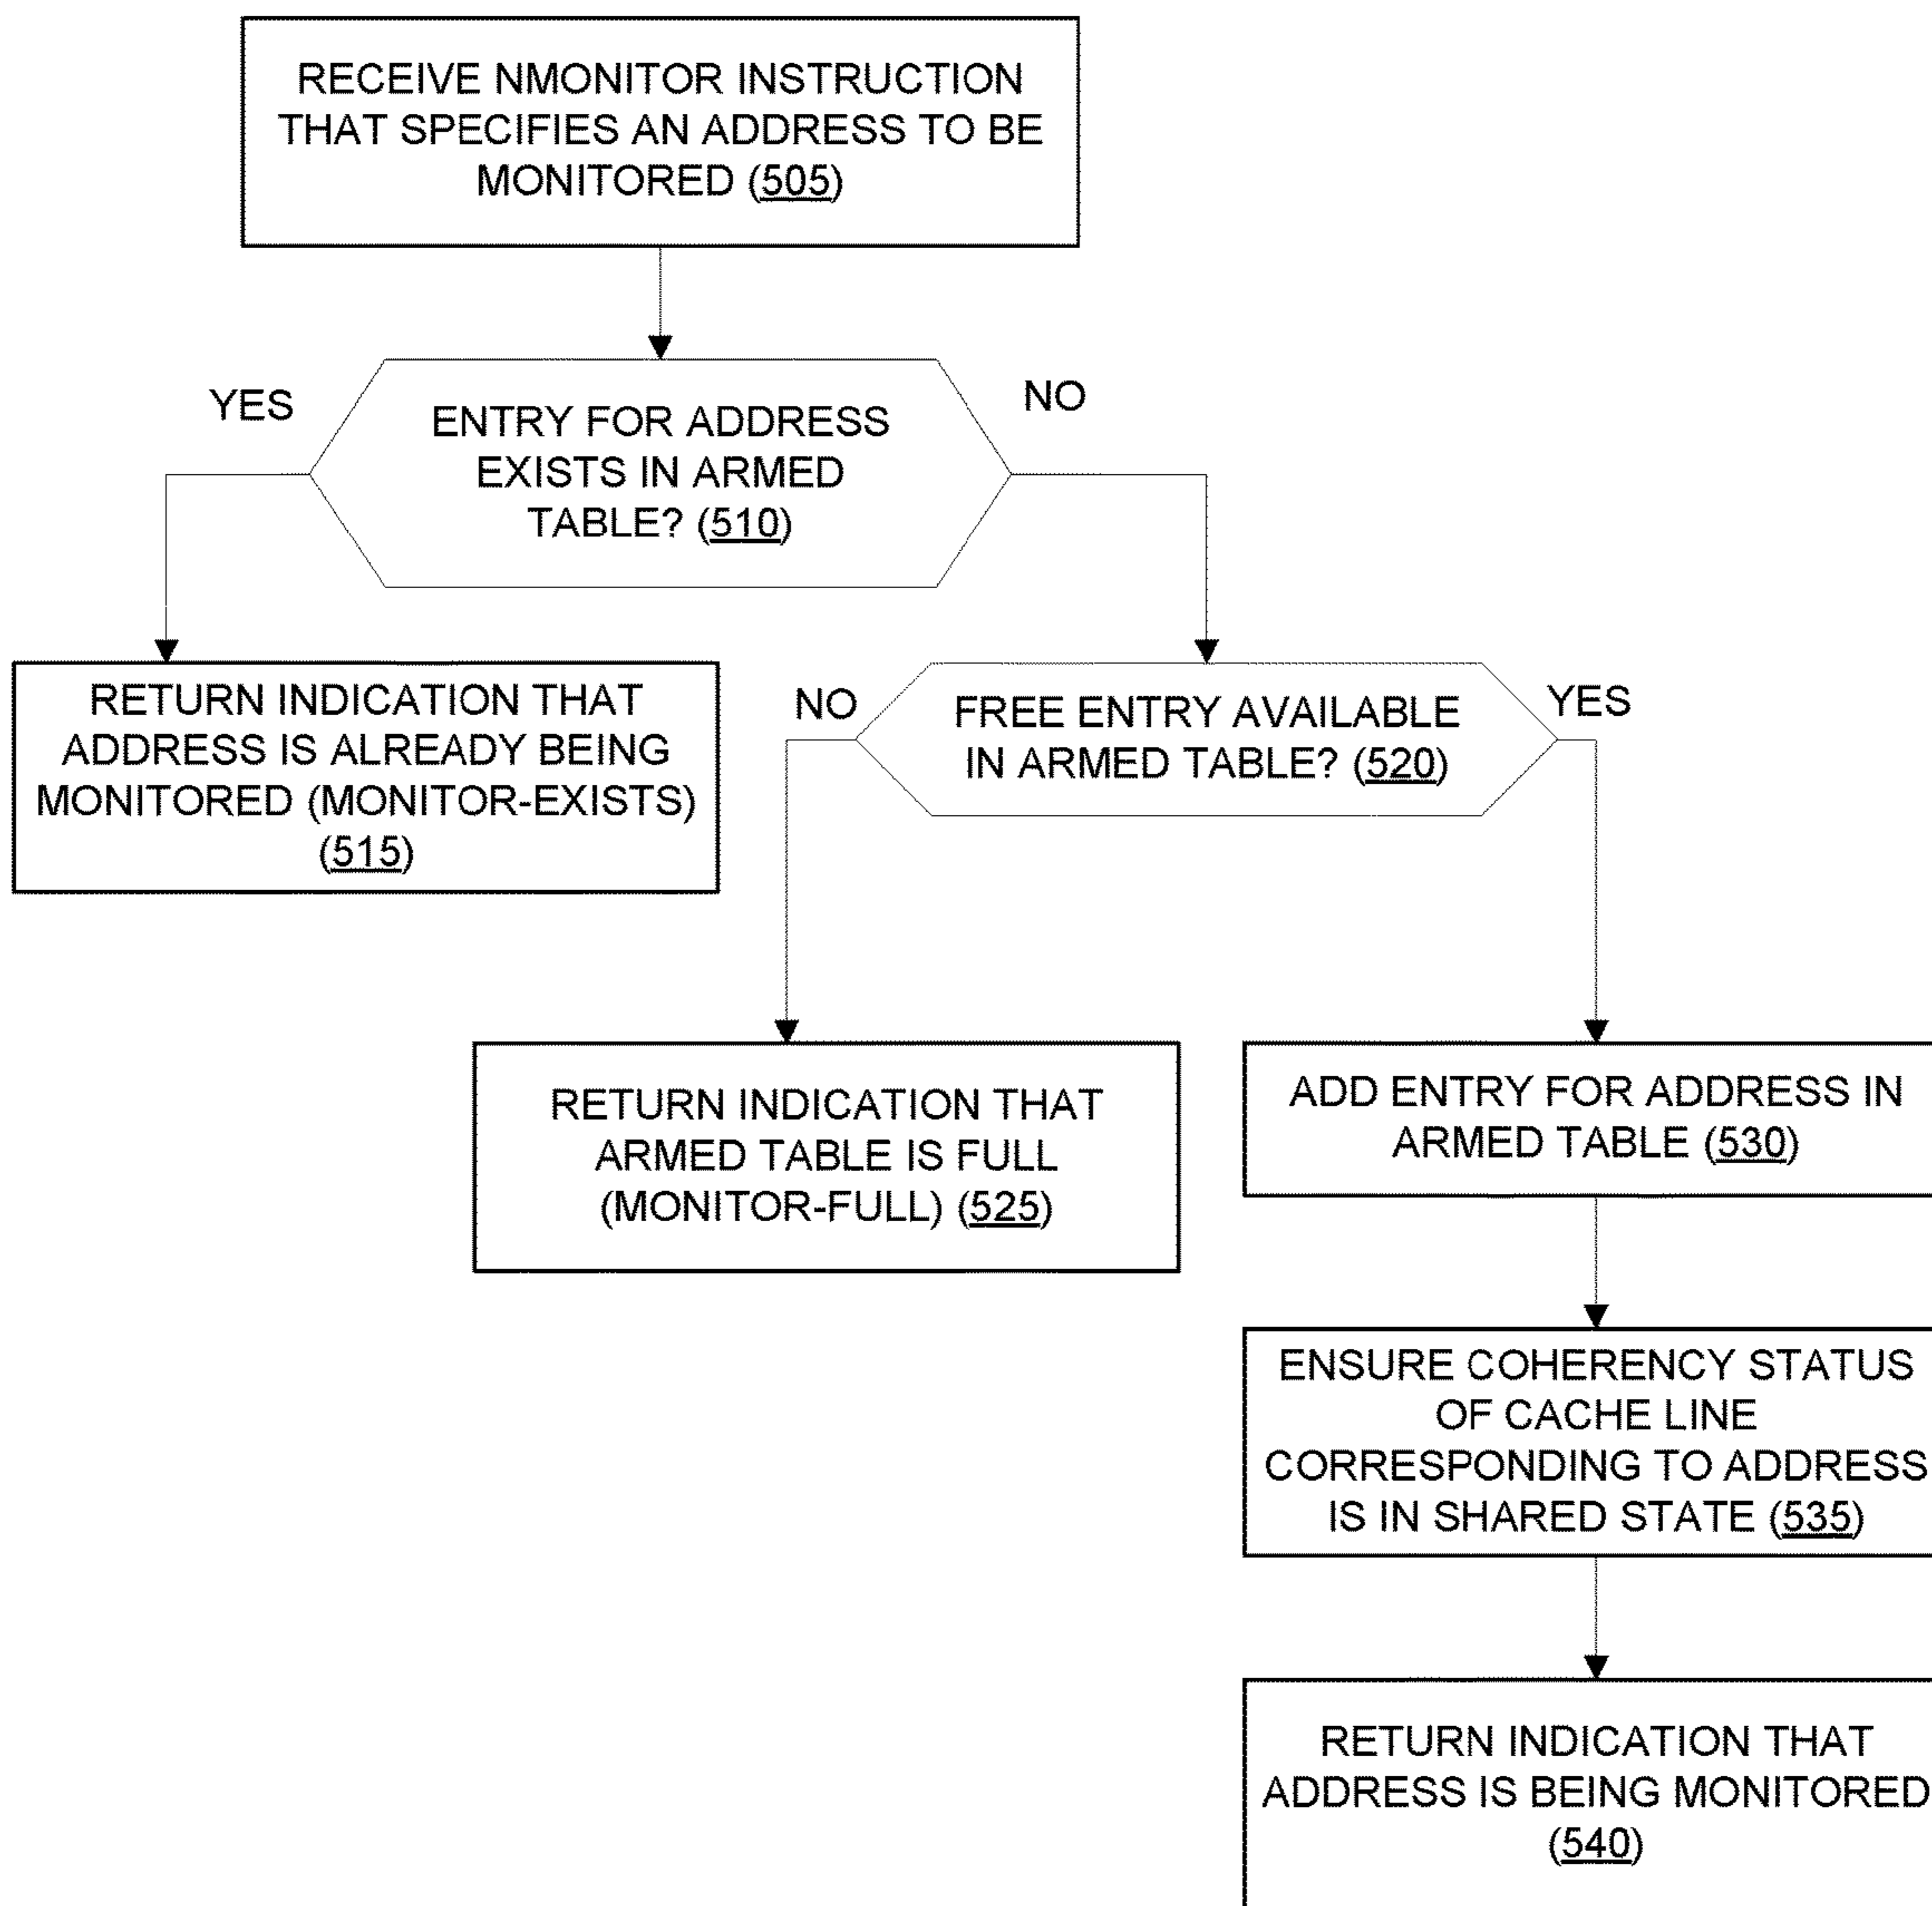 RECEIVE NMONITOR INSTRUCTION
THAT SPECIFIES AN ADDRESS TO BE
MONITORED (505)
YES
NO
ENTRY FOR ADDRESS
EXISTS IN ARMED
TABLE? (510)
RETURN INDICATION THAT
ADDRESS IS ALREADY BEING
MONITORED (MONITOR-EXISTS)
(515)
NO
FREE ENTRY AVAILABLE
IN ARMED TABLE? (520)
YES
RETURN INDICATION THAT
ARMED TABLE IS FULL
(MONITOR-FULL) (525)
ADD ENTRY FOR ADDRESS IN
ARMED TABLE (530)
ENSURE COHERENCY STATUS
OF CACHE LINE
CORRESPONDING TO ADDRESS
IS IN SHARED STATE (535)
RETURN INDICATION THAT
ADDRESS IS BEING MONITORED
(540)